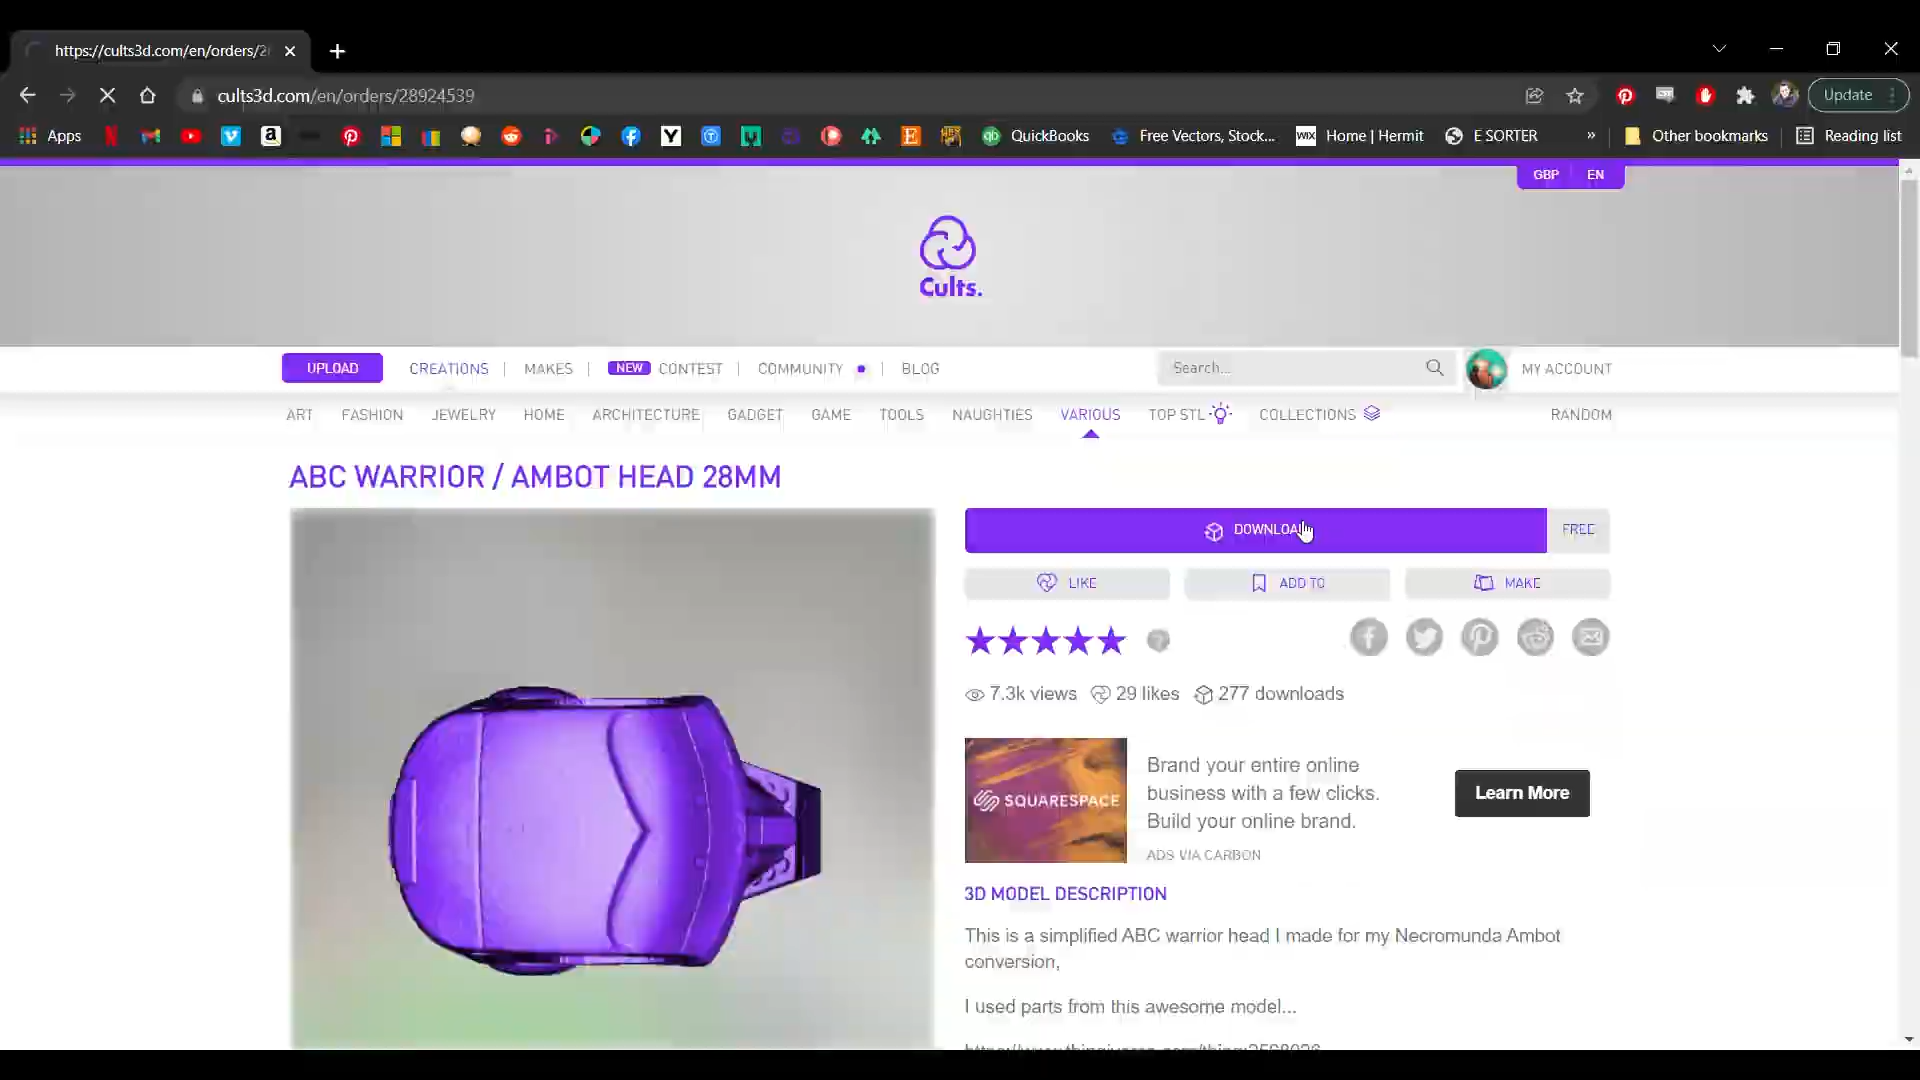 https://cults3d.com/en/orders/2
cults3d.com/en/orders/28924539
Update
Apps
QuickBooks
Free Vectors, Stock...
WIX
Home | Hermit
E SORTER
»
Other bookmarks
Reading list
GBP
EN
Cults.
UPLOAD
CREATIONS
MAKES
NEW
CONTEST
COMMUNITY
BLOG
Search...
MY ACCOUNT
ART
FASHION
JEWELRY
HOME
ARCHITECTURE
GADGET
GAME
TOOLS
NAUGHTIES
VARIOUS
TOP STL
COLLECTIONS
RANDOM
ABC WARRIOR / AMBOT HEAD 28MM
DOWNLOAD
FREE
LIKE
ADD TO
MAKE
?
7.3k views
29 likes
277 downloads
SQUARESPACE
Brand your entire online
business with a few clicks.
Build your online brand.
ADS VIA CARBON
Learn More
3D MODEL DESCRIPTION
This is a simplified ABC warrior head I made for my Necromunda Ambot
conversion,
I used parts from this awesome model...